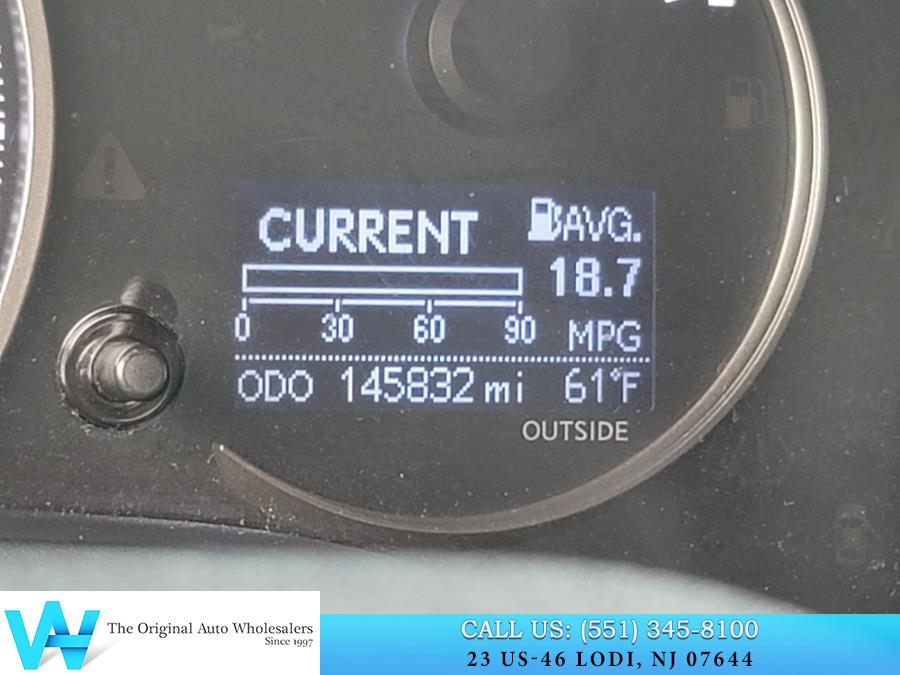 CURRENT
AVG.
18.7
0 30 60 90 MPG
ODO 145832 mi 61°F
OUTSIDE
The Original Auto Wholesalers
Since 1997
CALL US: (551) 345-8100
23 US-46 LODI, NJ 07644